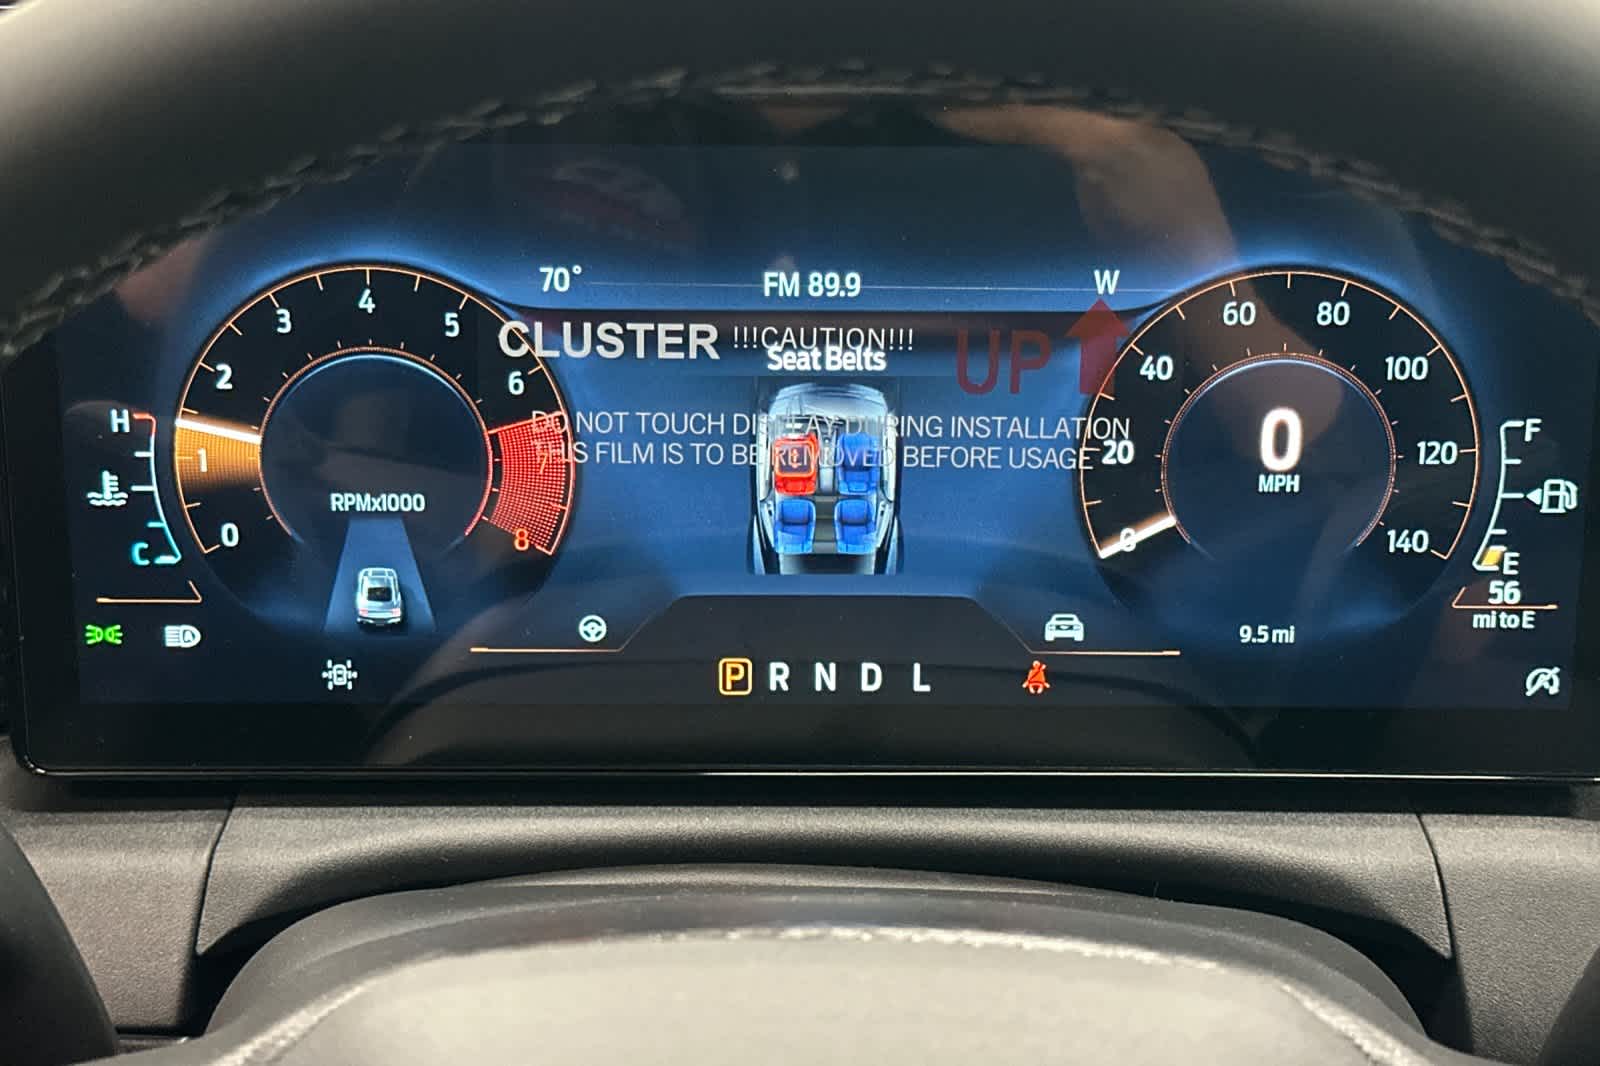 70°
FM 89.9
W
CLUSTER !!!CAUTION!!! UP
Seat Belts
DO NOT TOUCH DISPLAY DURING INSTALLATION
THIS FILM IS TO BE REMOVED BEFORE USAGE
0
1
2
3
4
5
6
7
8
RPMx1000
H
C
0
20
40
60
80
100
120
140
0
MPH
9.5 mi
F
E
56
mi to E
A
P R N D L